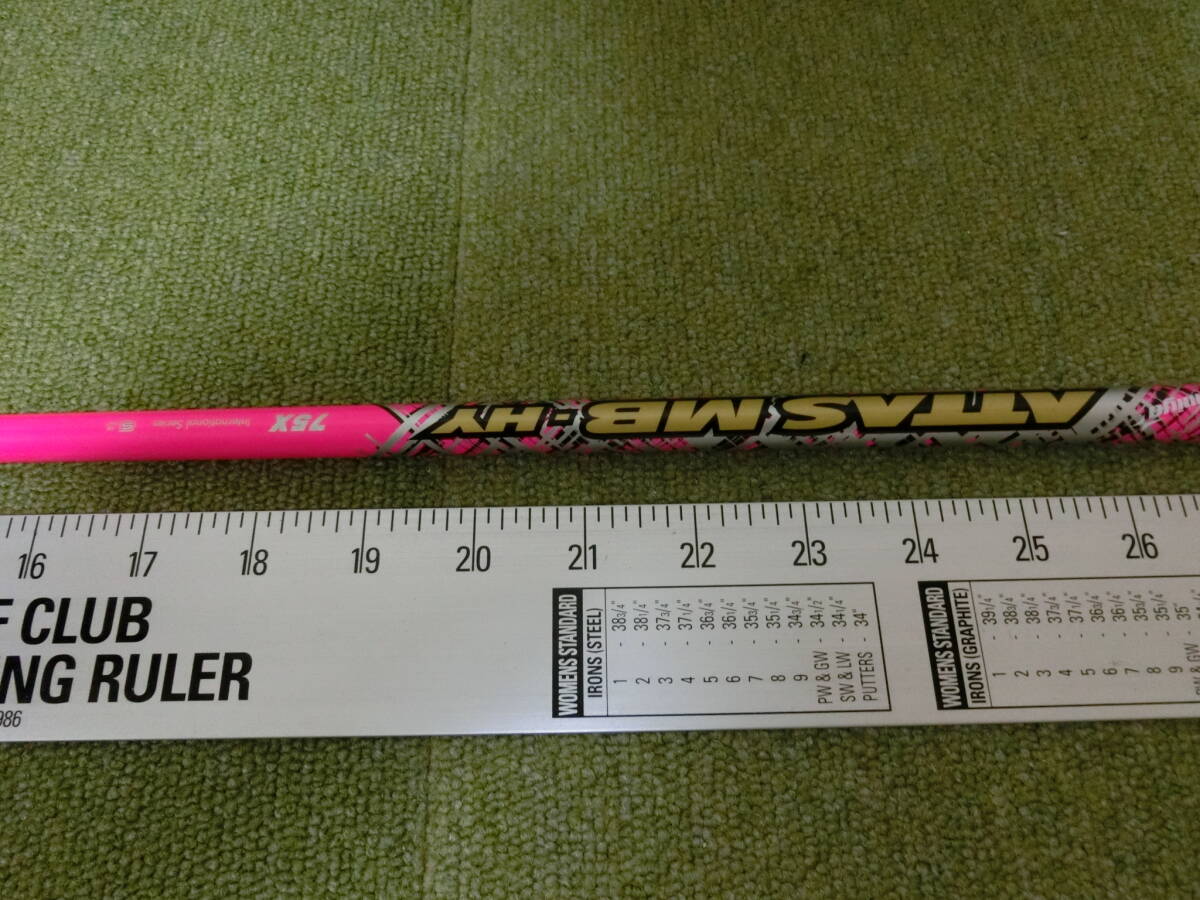 ATTAS MB-HY
75X
International Series
16 17 18 19 20 21 22 23 24 25 26
F CLUB
NG RULER
986
WOMENS STANDARD
IRONS (STEEL)
1 - 38 3/4"
2 - 38 1/4"
3 - 37 3/4"
4 - 37 1/4"
5 - 36 3/4"
6 - 36 1/4"
7 - 35 3/4"
8 - 35 1/4"
9 - 34 3/4"
PW & GW - 34 1/2"
SW & LW - 34 1/4"
PUTTERS - 34"
WOMENS STANDARD
IRONS (GRAPHITE)
1 - 39 1/4"
2 - 38 3/4"
3 - 38 1/4"
4 - 37 3/4"
5 - 37 1/4"
6 - 36 3/4"
7 - 36 1/4"
8 - 35 3/4"
9 - 35 1/4"
& GW - 35"